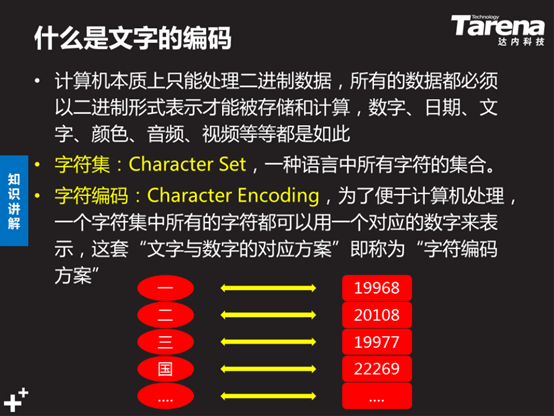 什么是文字的编码
Technology
Tarena
达内科技
• 计算机本质上只能处理二进制数据，所有的数据都必须
以二进制形式表示才能被存储和计算，数字、日期、文
字、颜色、音频、视频等等都是如此
• 字符集：Character Set，一种语言中所有字符的集合。
• 字符编码：Character Encoding，为了便于计算机处理，
一个字符集中所有的字符都可以用一个对应的数字来表
示，这套“文字与数字的对应方案”即称为“字符编码
方案”
知识讲解
一 19968
二 20108
三 19977
国 22269
.... ....